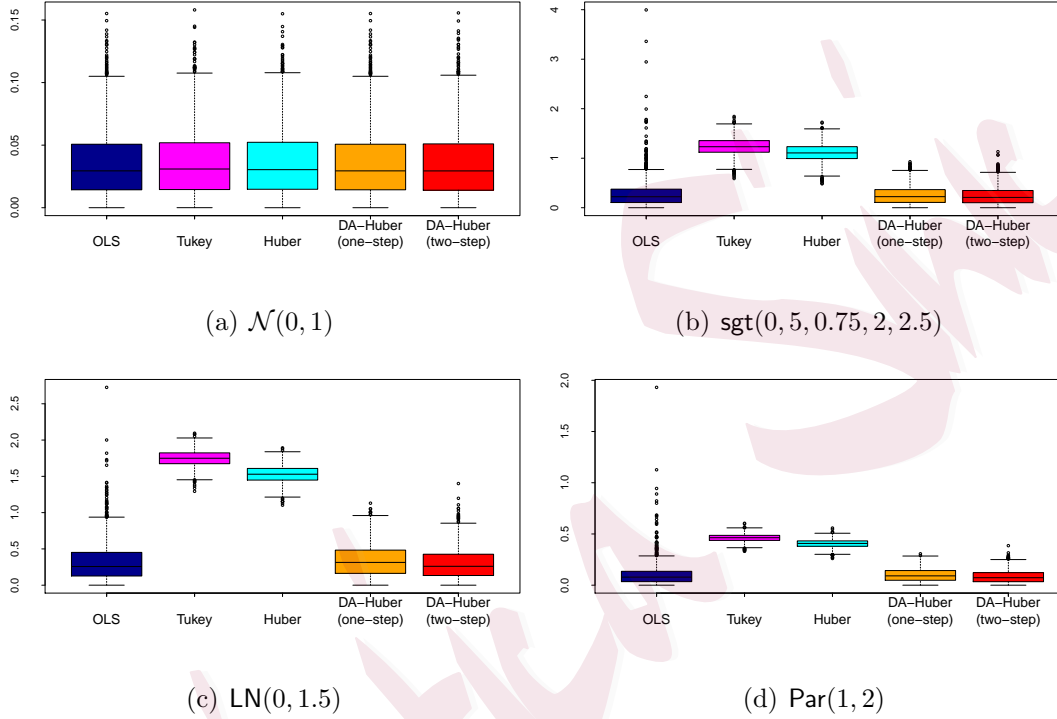 0.00 0.05 0.10 0.15
OLS Tukey Huber DA−Huber (one−step) DA−Huber (two−step)
(a) N(0, 1)
0 1 2 3 4
OLS Tukey Huber DA−Huber (one−step) DA−Huber (two−step)
(b) sgt(0, 5, 0.75, 2, 2.5)
0.0 0.5 1.0 1.5 2.0 2.5
OLS Tukey Huber DA−Huber (one−step) DA−Huber (two−step)
(c) LN(0, 1.5)
0.0 0.5 1.0 1.5 2.0
OLS Tukey Huber DA−Huber (one−step) DA−Huber (two−step)
(d) Par(1, 2)